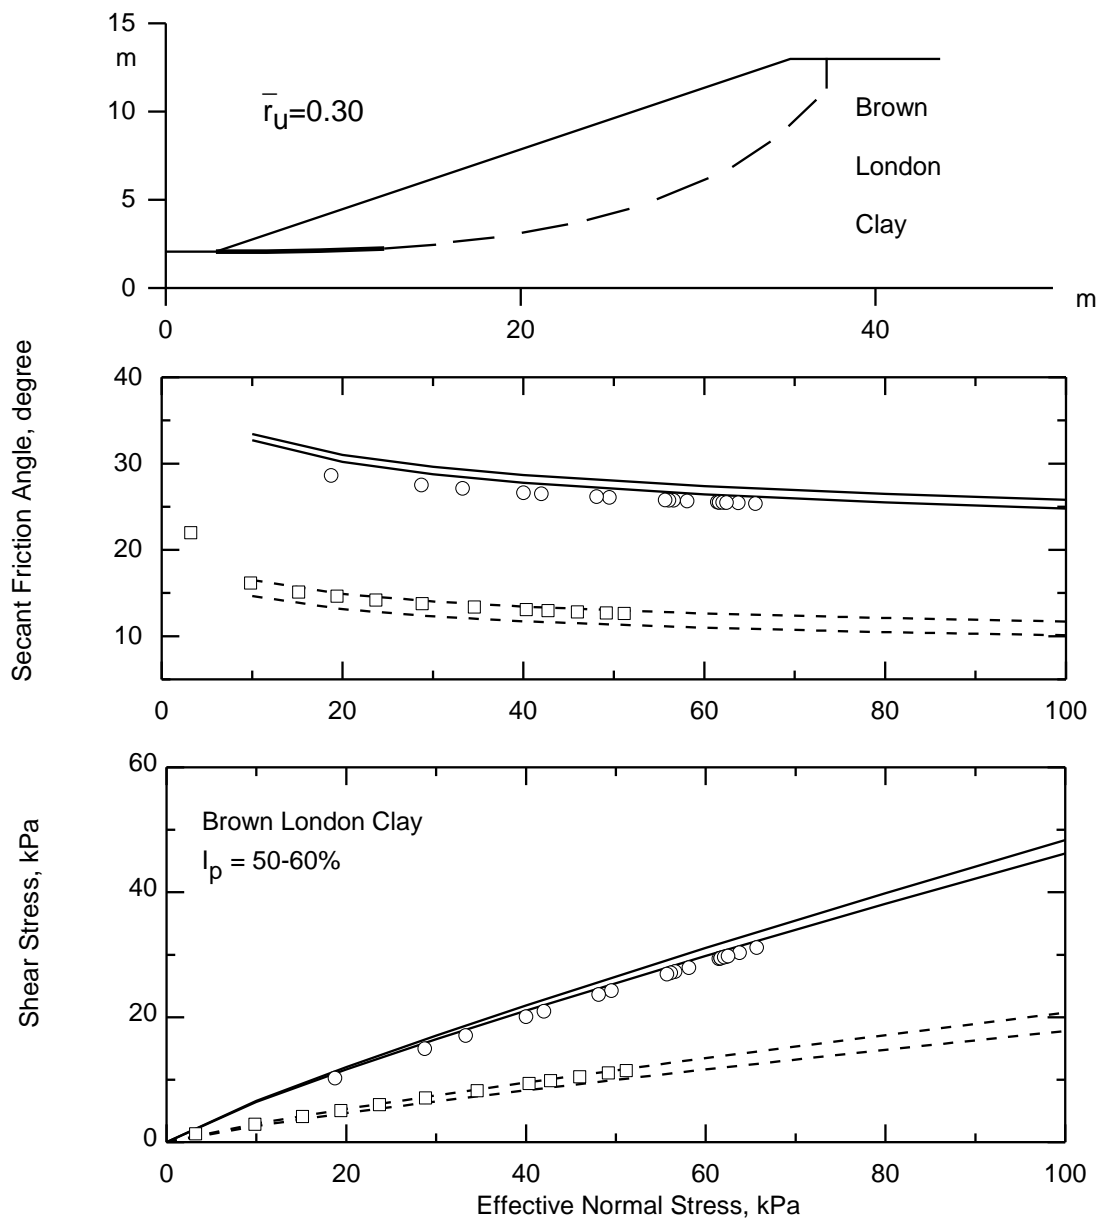 15
m
10
r̅u=0.30
Brown
London
5
Clay
0
m
0 20 40
Secant Friction Angle, degree
40
30
20
10
0 20 40 60 80 100
Shear Stress, kPa
60
Brown London Clay
Ip = 50-60%
40
20
0
0 20 40 60 80 100
Effective Normal Stress, kPa